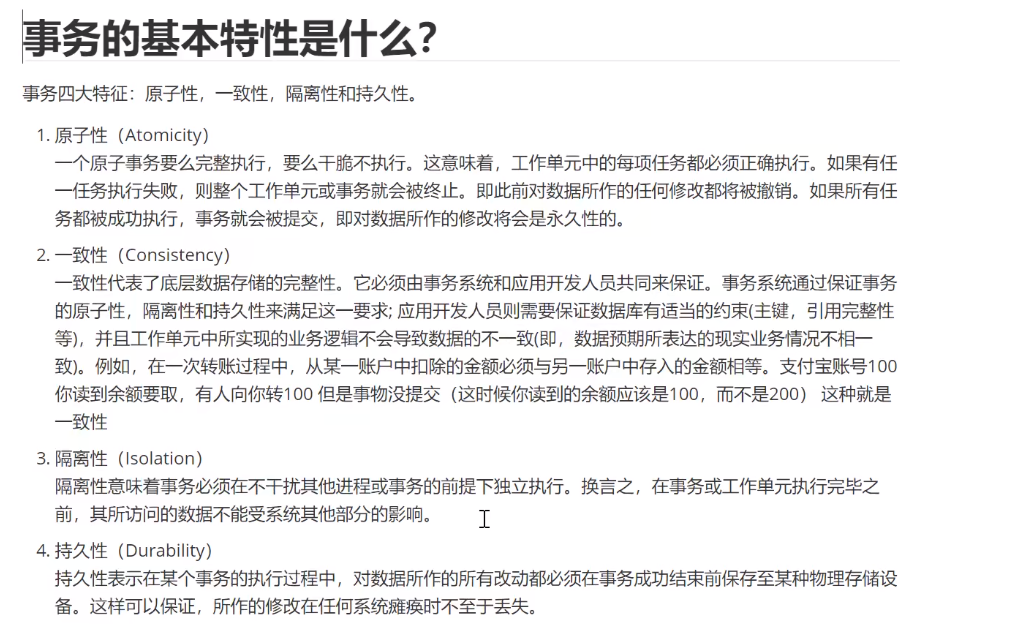 事务的基本特性是什么?
事务四大特征：原子性，一致性，隔离性和持久性。
1. 原子性（Atomicity）
一个原子事务要么完整执行，要么干脆不执行。这意味着，工作单元中的每项任务都必须正确执行。如果有任
一任务执行失败，则整个工作单元或事务就会被终止。即此前对数据所作的任何修改都将被撤销。如果所有任
务都被成功执行，事务就会被提交，即对数据所作的修改将会是永久性的。
2. 一致性（Consistency）
一致性代表了底层数据存储的完整性。它必须由事务系统和应用开发人员共同来保证。事务系统通过保证事务
的原子性，隔离性和持久性来满足这一要求; 应用开发人员则需要保证数据库有适当的约束(主键，引用完整性
等)，并且工作单元中所实现的业务逻辑不会导致数据的不一致(即，数据预期所表达的现实业务情况不相一
致)。例如，在一次转账过程中，从某一账户中扣除的金额必须与另一账户中存入的金额相等。支付宝账号100
你读到余额要取，有人向你转100 但是事物没提交（这时候你读到的余额应该是100，而不是200） 这种就是
一致性
3. 隔离性（Isolation）
隔离性意味着事务必须在不干扰其他进程或事务的前提下独立执行。换言之，在事务或工作单元执行完毕之
前，其所访问的数据不能受系统其他部分的影响。
4. 持久性（Durability）
持久性表示在某个事务的执行过程中，对数据所作的所有改动都必须在事务成功结束前保存至某种物理存储设
备。这样可以保证，所作的修改在任何系统瘫痪时不至于丢失。